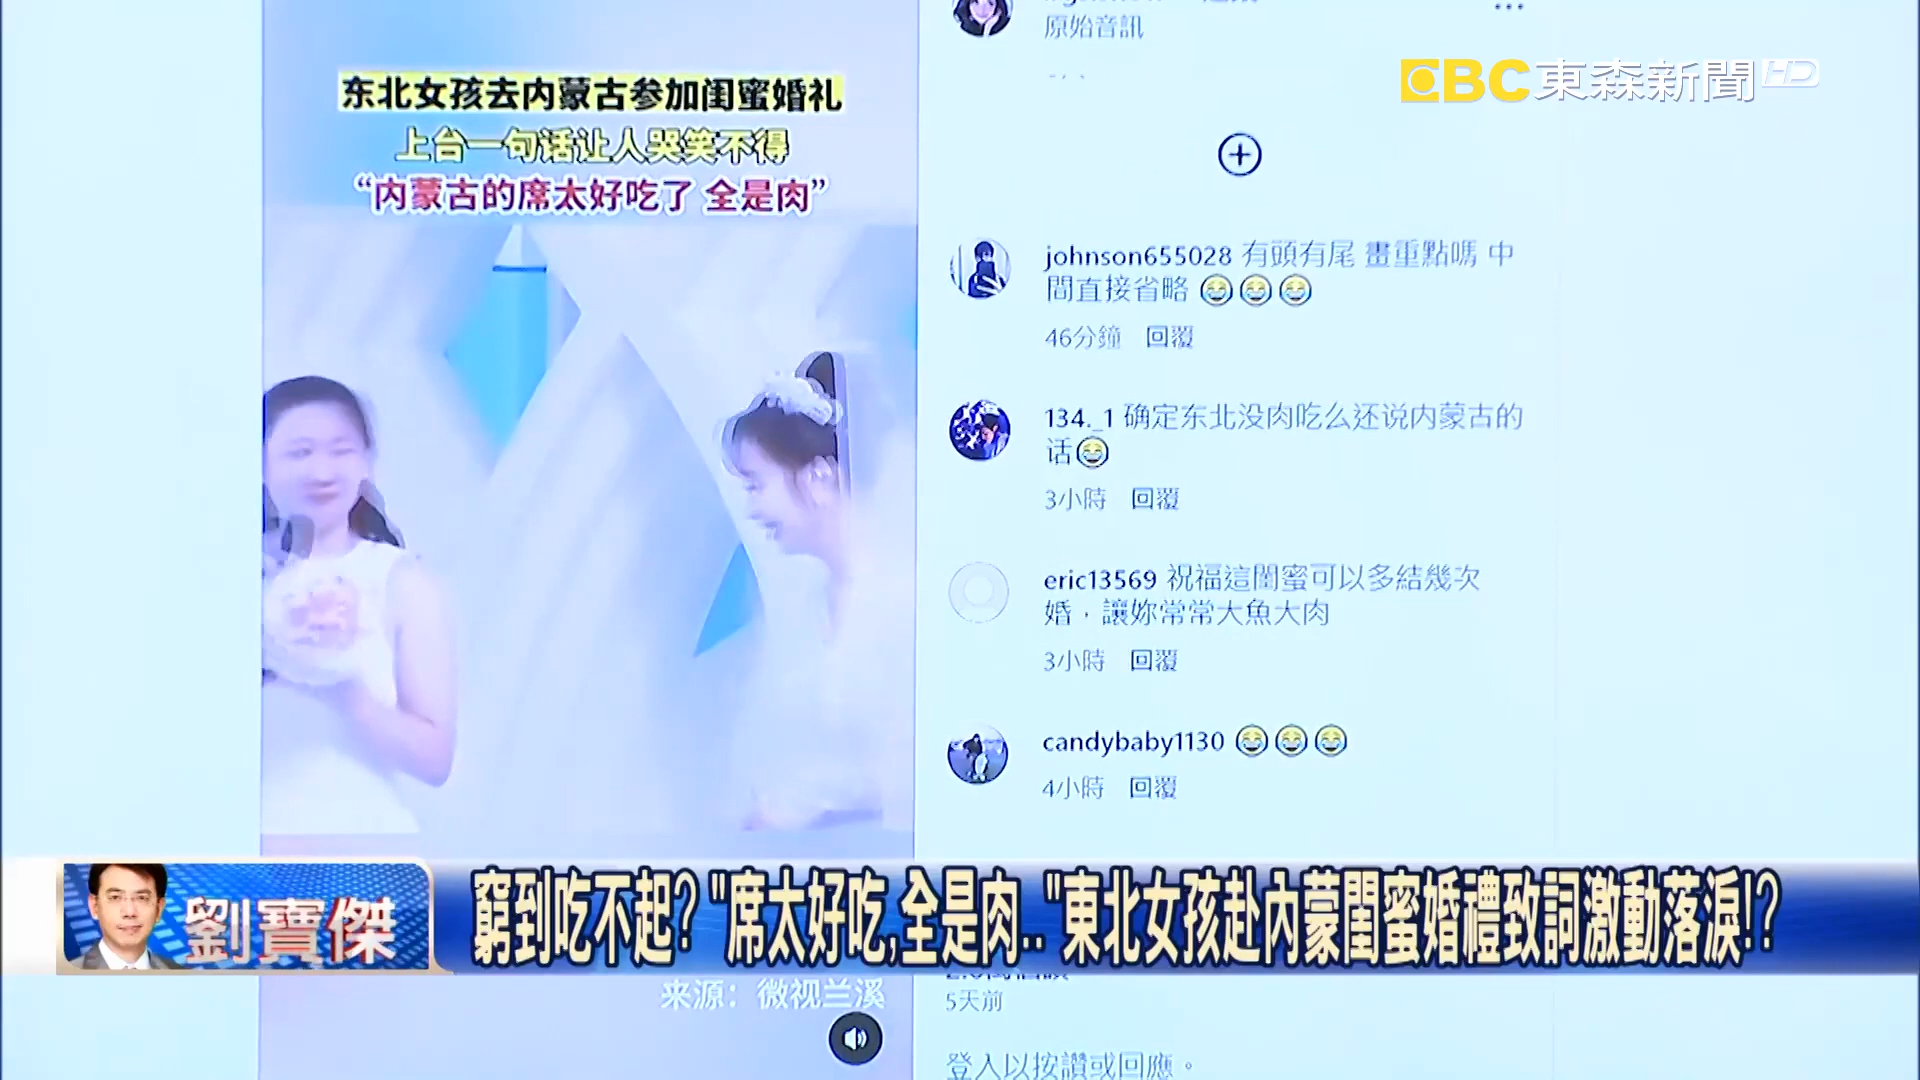 原始音訊
EBC東森新聞HD
东北女孩去内蒙古参加闺蜜婚礼
上台一句话让人哭笑不得
“内蒙古的席太好吃了 全是肉”
johnson655028 有頭有尾 畫重點嗎 中
間直接省略 😂😂😂
46分鐘 回覆
134._1 确定东北没肉吃么还说内蒙古的
话😂
3小時 回覆
eric13569 祝福這閨蜜可以多結幾次
婚，讓妳常常大魚大肉
3小時 回覆
candybaby1130 😂😂😂
4小時 回覆
劉寶傑
窮到吃不起?"席太好吃,全是肉.."東北女孩赴內蒙閨蜜婚禮致詞激動落淚!?
来源：微视兰溪
5天前
登入以按讚或回應。